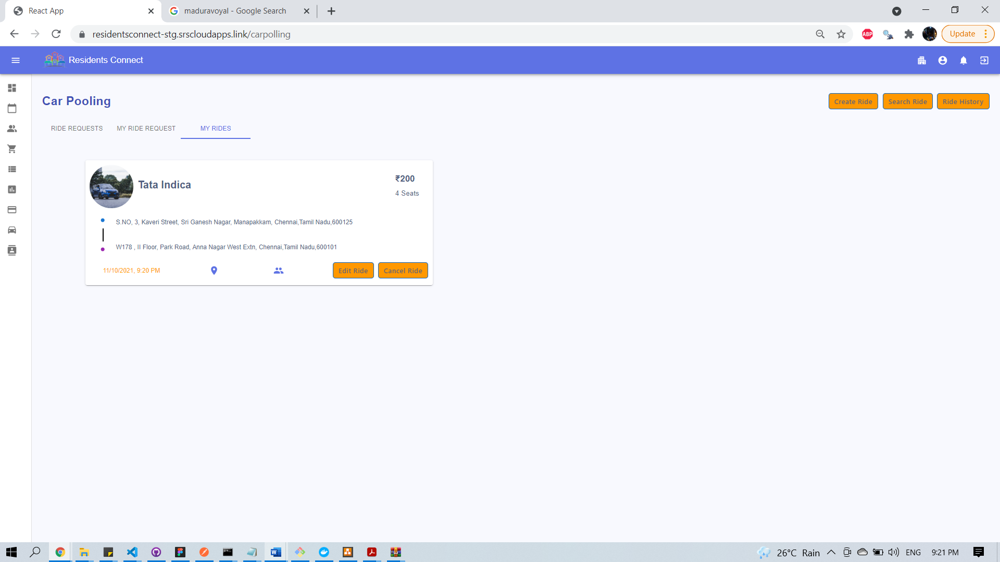 React App
maduravoyal - Google Search
residentsconnect-stg.srscloudapps.link/carpolling
ABP
Update
Residents Connect
Car Pooling
Create Ride
Search Ride
Ride History
RIDE REQUESTS
MY RIDE REQUEST
MY RIDES
Tata Indica
₹200
4 Seats
S.NO, 3, Kaveri Street, Sri Ganesh Nagar, Manapakkam, Chennai,Tamil Nadu,600125
W178 , II Floor, Park Road, Anna Nagar West Extn, Chennai,Tamil Nadu,600101
11/10/2021, 9:20 PM
Edit Ride
Cancel Ride
26°C Rain
ENG
9:21 PM